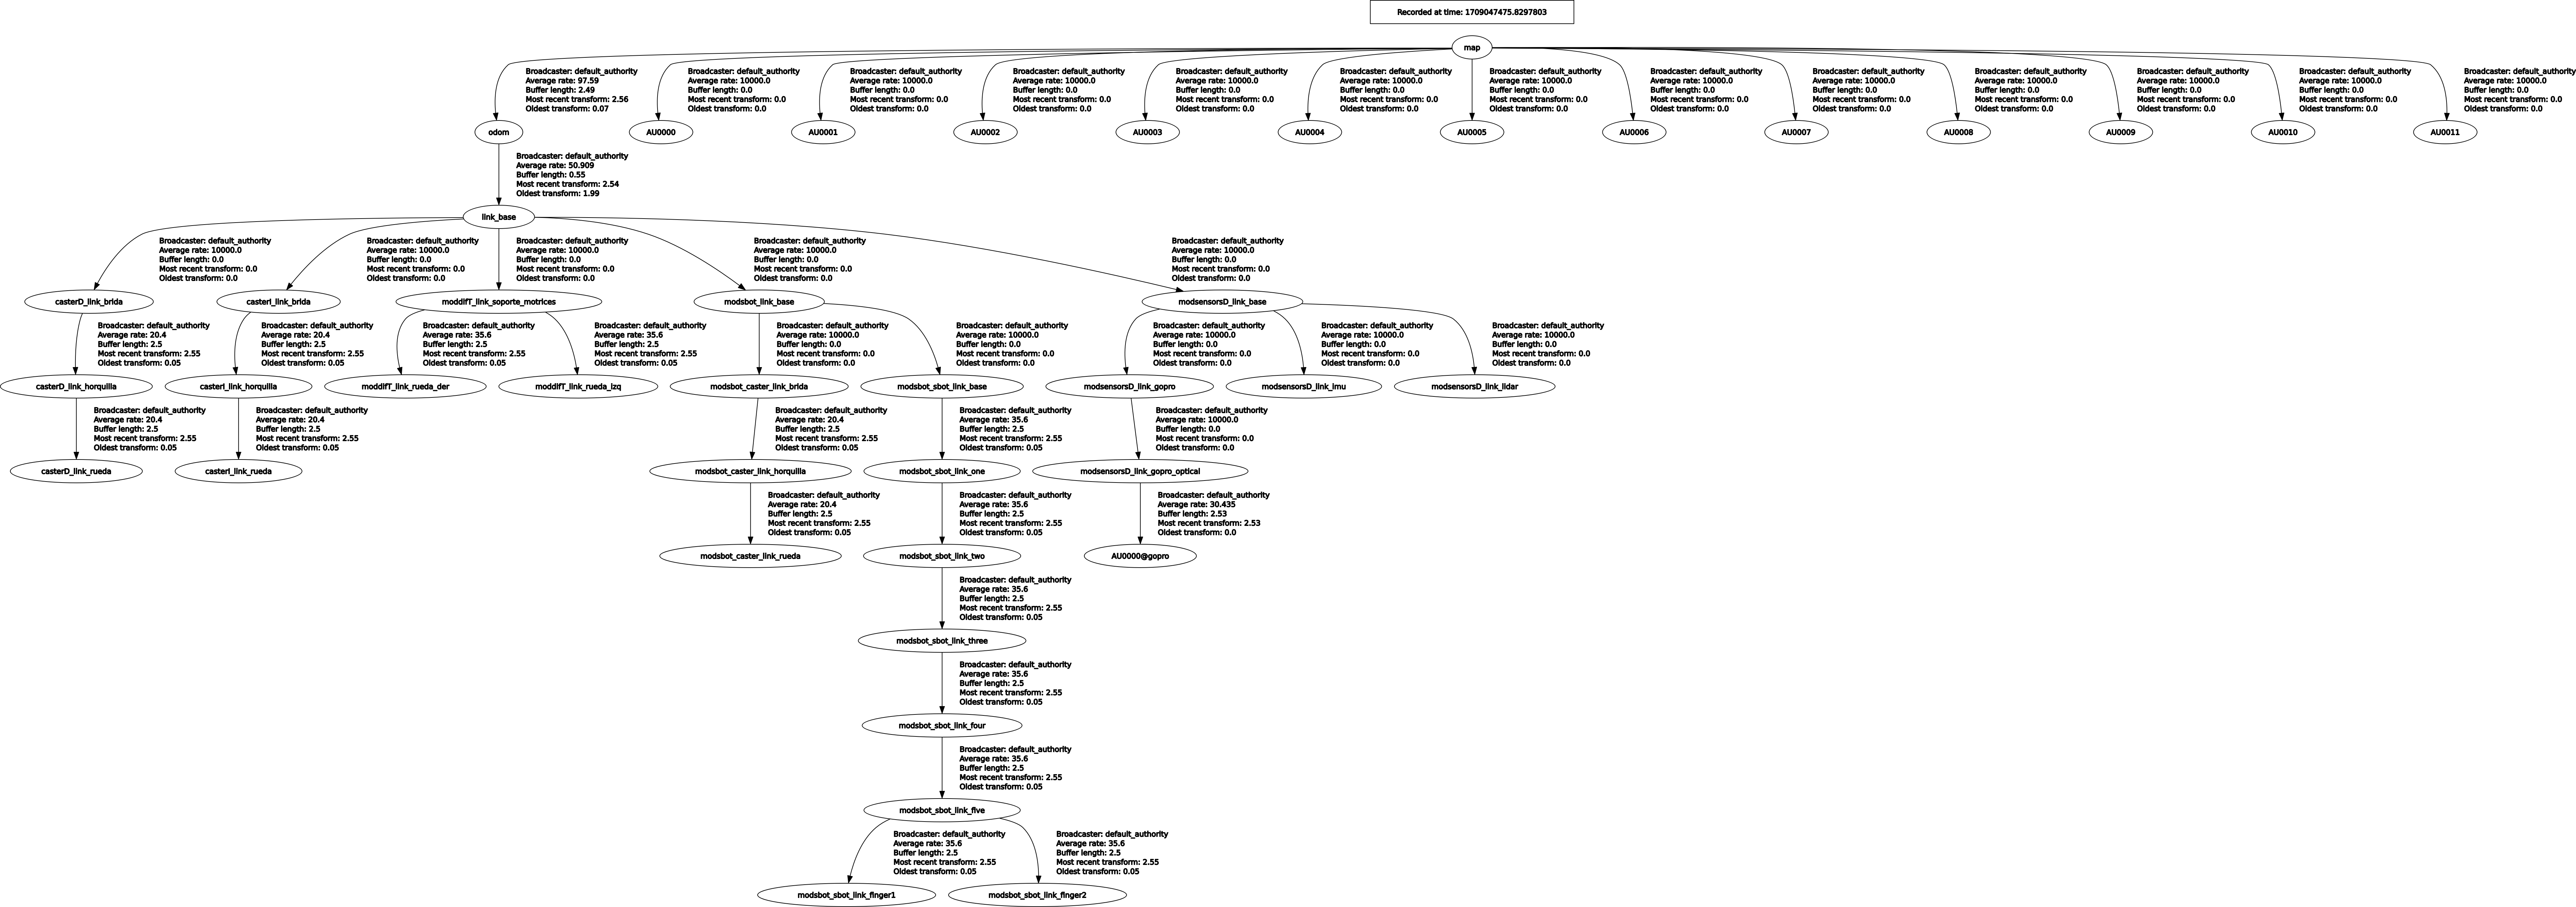 Recorded at time: 1709047475.8297803
map
Broadcaster: default_authority
Average rate: 97.59
Buffer length: 2.49
Most recent transform: 2.56
Oldest transform: 0.07
Broadcaster: default_authority
Average rate: 10000.0
Buffer length: 0.0
Most recent transform: 0.0
Oldest transform: 0.0
Broadcaster: default_authority
Average rate: 10000.0
Buffer length: 0.0
Most recent transform: 0.0
Oldest transform: 0.0
Broadcaster: default_authority
Average rate: 10000.0
Buffer length: 0.0
Most recent transform: 0.0
Oldest transform: 0.0
Broadcaster: default_authority
Average rate: 10000.0
Buffer length: 0.0
Most recent transform: 0.0
Oldest transform: 0.0
Broadcaster: default_authority
Average rate: 10000.0
Buffer length: 0.0
Most recent transform: 0.0
Oldest transform: 0.0
Broadcaster: default_authority
Average rate: 10000.0
Buffer length: 0.0
Most recent transform: 0.0
Oldest transform: 0.0
Broadcaster: default_authority
Average rate: 10000.0
Buffer length: 0.0
Most recent transform: 0.0
Oldest transform: 0.0
Broadcaster: default_authority
Average rate: 10000.0
Buffer length: 0.0
Most recent transform: 0.0
Oldest transform: 0.0
Broadcaster: default_authority
Average rate: 10000.0
Buffer length: 0.0
Most recent transform: 0.0
Oldest transform: 0.0
Broadcaster: default_authority
Average rate: 10000.0
Buffer length: 0.0
Most recent transform: 0.0
Oldest transform: 0.0
Broadcaster: default_authority
Average rate: 10000.0
Buffer length: 0.0
Most recent transform: 0.0
Oldest transform: 0.0
Broadcaster: default_authority
Average rate: 10000.0
Buffer length: 0.0
Most recent transform: 0.0
Oldest transform: 0.0
odom
AU0000
AU0001
AU0002
AU0003
AU0004
AU0005
AU0006
AU0007
AU0008
AU0009
AU0010
AU0011
Broadcaster: default_authority
Average rate: 50.909
Buffer length: 0.55
Most recent transform: 2.54
Oldest transform: 1.99
link_base
Broadcaster: default_authority
Average rate: 10000.0
Buffer length: 0.0
Most recent transform: 0.0
Oldest transform: 0.0
Broadcaster: default_authority
Average rate: 10000.0
Buffer length: 0.0
Most recent transform: 0.0
Oldest transform: 0.0
Broadcaster: default_authority
Average rate: 10000.0
Buffer length: 0.0
Most recent transform: 0.0
Oldest transform: 0.0
Broadcaster: default_authority
Average rate: 10000.0
Buffer length: 0.0
Most recent transform: 0.0
Oldest transform: 0.0
Broadcaster: default_authority
Average rate: 10000.0
Buffer length: 0.0
Most recent transform: 0.0
Oldest transform: 0.0
casterD_link_brida
casterI_link_brida
moddifT_link_soporte_motrices
modsbot_link_base
modsensorsD_link_base
Broadcaster: default_authority
Average rate: 20.4
Buffer length: 2.5
Most recent transform: 2.55
Oldest transform: 0.05
Broadcaster: default_authority
Average rate: 20.4
Buffer length: 2.5
Most recent transform: 2.55
Oldest transform: 0.05
Broadcaster: default_authority
Average rate: 35.6
Buffer length: 2.5
Most recent transform: 2.55
Oldest transform: 0.05
Broadcaster: default_authority
Average rate: 35.6
Buffer length: 2.5
Most recent transform: 2.55
Oldest transform: 0.05
Broadcaster: default_authority
Average rate: 10000.0
Buffer length: 0.0
Most recent transform: 0.0
Oldest transform: 0.0
Broadcaster: default_authority
Average rate: 10000.0
Buffer length: 0.0
Most recent transform: 0.0
Oldest transform: 0.0
Broadcaster: default_authority
Average rate: 10000.0
Buffer length: 0.0
Most recent transform: 0.0
Oldest transform: 0.0
Broadcaster: default_authority
Average rate: 10000.0
Buffer length: 0.0
Most recent transform: 0.0
Oldest transform: 0.0
Broadcaster: default_authority
Average rate: 10000.0
Buffer length: 0.0
Most recent transform: 0.0
Oldest transform: 0.0
casterD_link_horquilla
casterI_link_horquilla
moddifT_link_rueda_der
moddifT_link_rueda_izq
modsbot_caster_link_brida
modsbot_sbot_link_base
modsensorsD_link_gopro
modsensorsD_link_imu
modsensorsD_link_lidar
Broadcaster: default_authority
Average rate: 20.4
Buffer length: 2.5
Most recent transform: 2.55
Oldest transform: 0.05
Broadcaster: default_authority
Average rate: 20.4
Buffer length: 2.5
Most recent transform: 2.55
Oldest transform: 0.05
Broadcaster: default_authority
Average rate: 20.4
Buffer length: 2.5
Most recent transform: 2.55
Oldest transform: 0.05
Broadcaster: default_authority
Average rate: 35.6
Buffer length: 2.5
Most recent transform: 2.55
Oldest transform: 0.05
Broadcaster: default_authority
Average rate: 10000.0
Buffer length: 0.0
Most recent transform: 0.0
Oldest transform: 0.0
casterD_link_rueda
casterI_link_rueda
modsbot_caster_link_horquilla
modsbot_sbot_link_one
modsensorsD_link_gopro_optical
Broadcaster: default_authority
Average rate: 20.4
Buffer length: 2.5
Most recent transform: 2.55
Oldest transform: 0.05
Broadcaster: default_authority
Average rate: 35.6
Buffer length: 2.5
Most recent transform: 2.55
Oldest transform: 0.05
Broadcaster: default_authority
Average rate: 30.435
Buffer length: 2.53
Most recent transform: 2.53
Oldest transform: 0.0
modsbot_caster_link_rueda
modsbot_sbot_link_two
AU0000@gopro
Broadcaster: default_authority
Average rate: 35.6
Buffer length: 2.5
Most recent transform: 2.55
Oldest transform: 0.05
modsbot_sbot_link_three
Broadcaster: default_authority
Average rate: 35.6
Buffer length: 2.5
Most recent transform: 2.55
Oldest transform: 0.05
modsbot_sbot_link_four
Broadcaster: default_authority
Average rate: 35.6
Buffer length: 2.5
Most recent transform: 2.55
Oldest transform: 0.05
modsbot_sbot_link_five
Broadcaster: default_authority
Average rate: 35.6
Buffer length: 2.5
Most recent transform: 2.55
Oldest transform: 0.05
Broadcaster: default_authority
Average rate: 35.6
Buffer length: 2.5
Most recent transform: 2.55
Oldest transform: 0.05
modsbot_sbot_link_finger1
modsbot_sbot_link_finger2